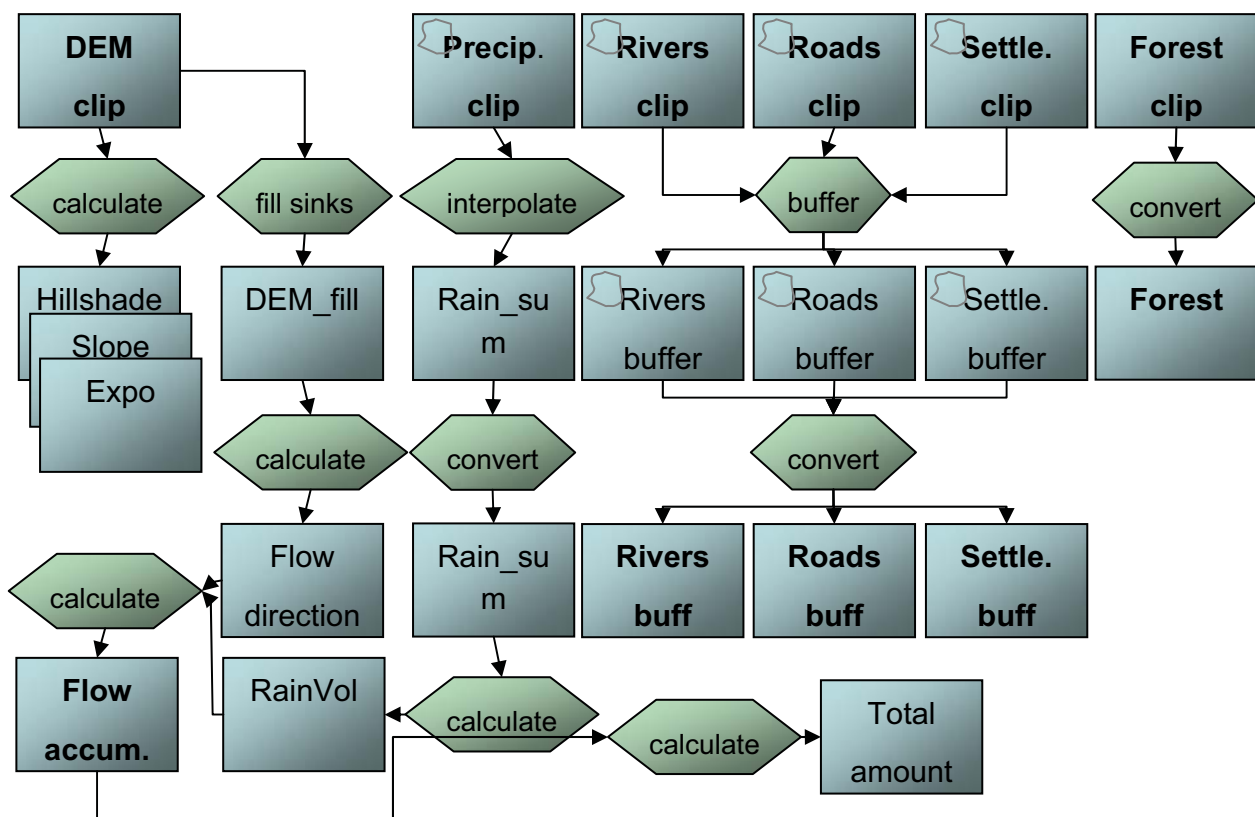 DEM
clip
Precip.
clip
Rivers
clip
Roads
clip
Settle.
clip
Forest
clip
calculate
fill sinks
interpolate
buffer
convert
Hillshade
Slope
Expo
DEM_fill
Rain_su
m
Rivers
buffer
Roads
buffer
Settle.
buffer
Forest
calculate
convert
convert
calculate
Flow
direction
Rain_su
m
Rivers
buff
Roads
buff
Settle.
buff
Flow
accum.
RainVol
calculate
calculate
Total
amount